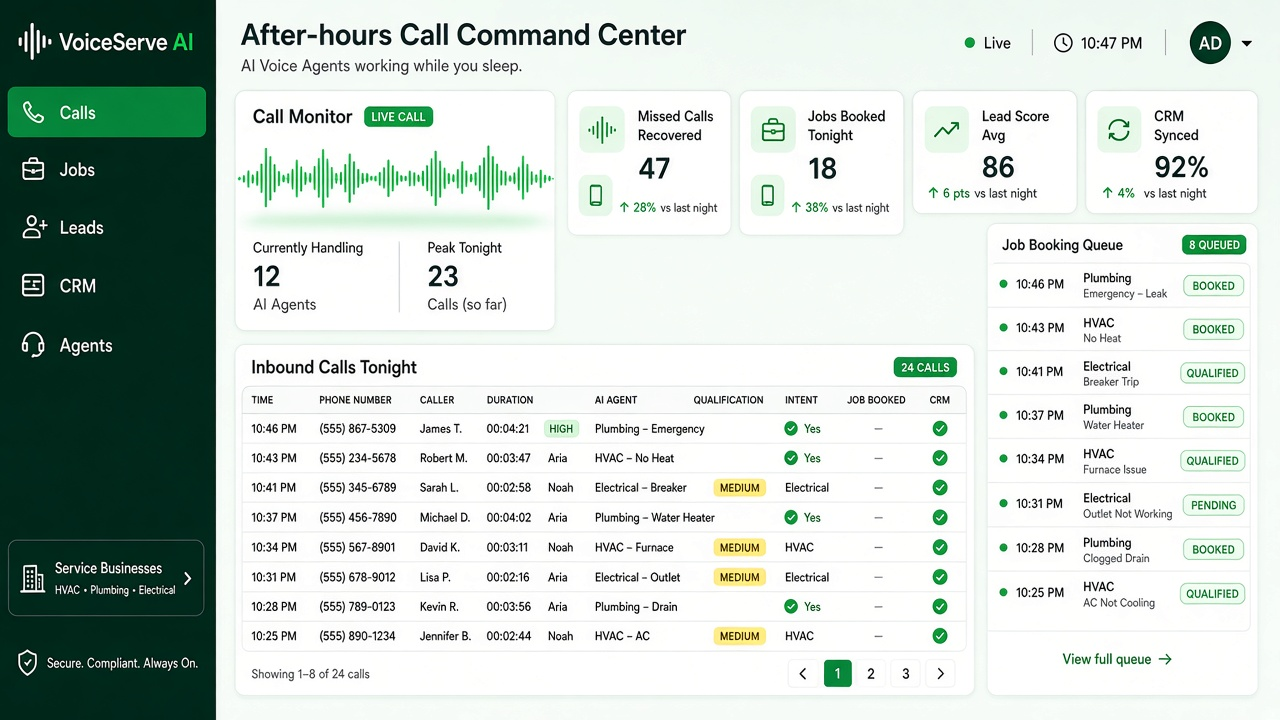 VoiceServe AI
Calls
Jobs
Leads
CRM
Agents
Service Businesses
HVAC • Plumbing • Electrical
Secure. Compliant. Always On.
After-hours Call Command Center
AI Voice Agents working while you sleep.
Live
10:47 PM
AD
Call Monitor LIVE CALL
Currently Handling
12
AI Agents
Peak Tonight
23
Calls (so far)
Missed Calls
Recovered
47
↑ 28% vs last night
Jobs Booked
Tonight
18
↑ 38% vs last night
Lead Score
Avg
86
↑ 6 pts vs last night
CRM
Synced
92%
↑ 4% vs last night
Inbound Calls Tonight 24 CALLS
TIME PHONE NUMBER CALLER DURATION AI AGENT QUALIFICATION INTENT JOB BOOKED CRM
10:46 PM (555) 867-5309 James T. 00:04:21 HIGH Plumbing – Emergency Yes –
10:43 PM (555) 234-5678 Robert M. 00:03:47 Aria HVAC – No Heat Yes –
10:41 PM (555) 345-6789 Sarah L. 00:02:58 Noah Electrical – Breaker MEDIUM Electrical –
10:37 PM (555) 456-7890 Michael D. 00:04:02 Aria Plumbing – Water Heater Yes –
10:34 PM (555) 567-8901 David K. 00:03:11 Noah HVAC – Furnace MEDIUM HVAC –
10:31 PM (555) 678-9012 Lisa P. 00:02:16 Aria Electrical – Outlet MEDIUM Electrical –
10:28 PM (555) 789-0123 Kevin R. 00:03:56 Aria Plumbing – Drain Yes –
10:25 PM (555) 890-1234 Jennifer B. 00:02:44 Noah HVAC – AC MEDIUM HVAC –
Showing 1–8 of 24 calls
1 2 3
Job Booking Queue 8 QUEUED
10:46 PM Plumbing BOOKED
Emergency – Leak
10:43 PM HVAC BOOKED
No Heat
10:41 PM Electrical QUALIFIED
Breaker Trip
10:37 PM Plumbing BOOKED
Water Heater
10:34 PM HVAC QUALIFIED
Furnace Issue
10:31 PM Electrical PENDING
Outlet Not Working
10:28 PM Plumbing BOOKED
Clogged Drain
10:25 PM HVAC QUALIFIED
AC Not Cooling
View full queue →